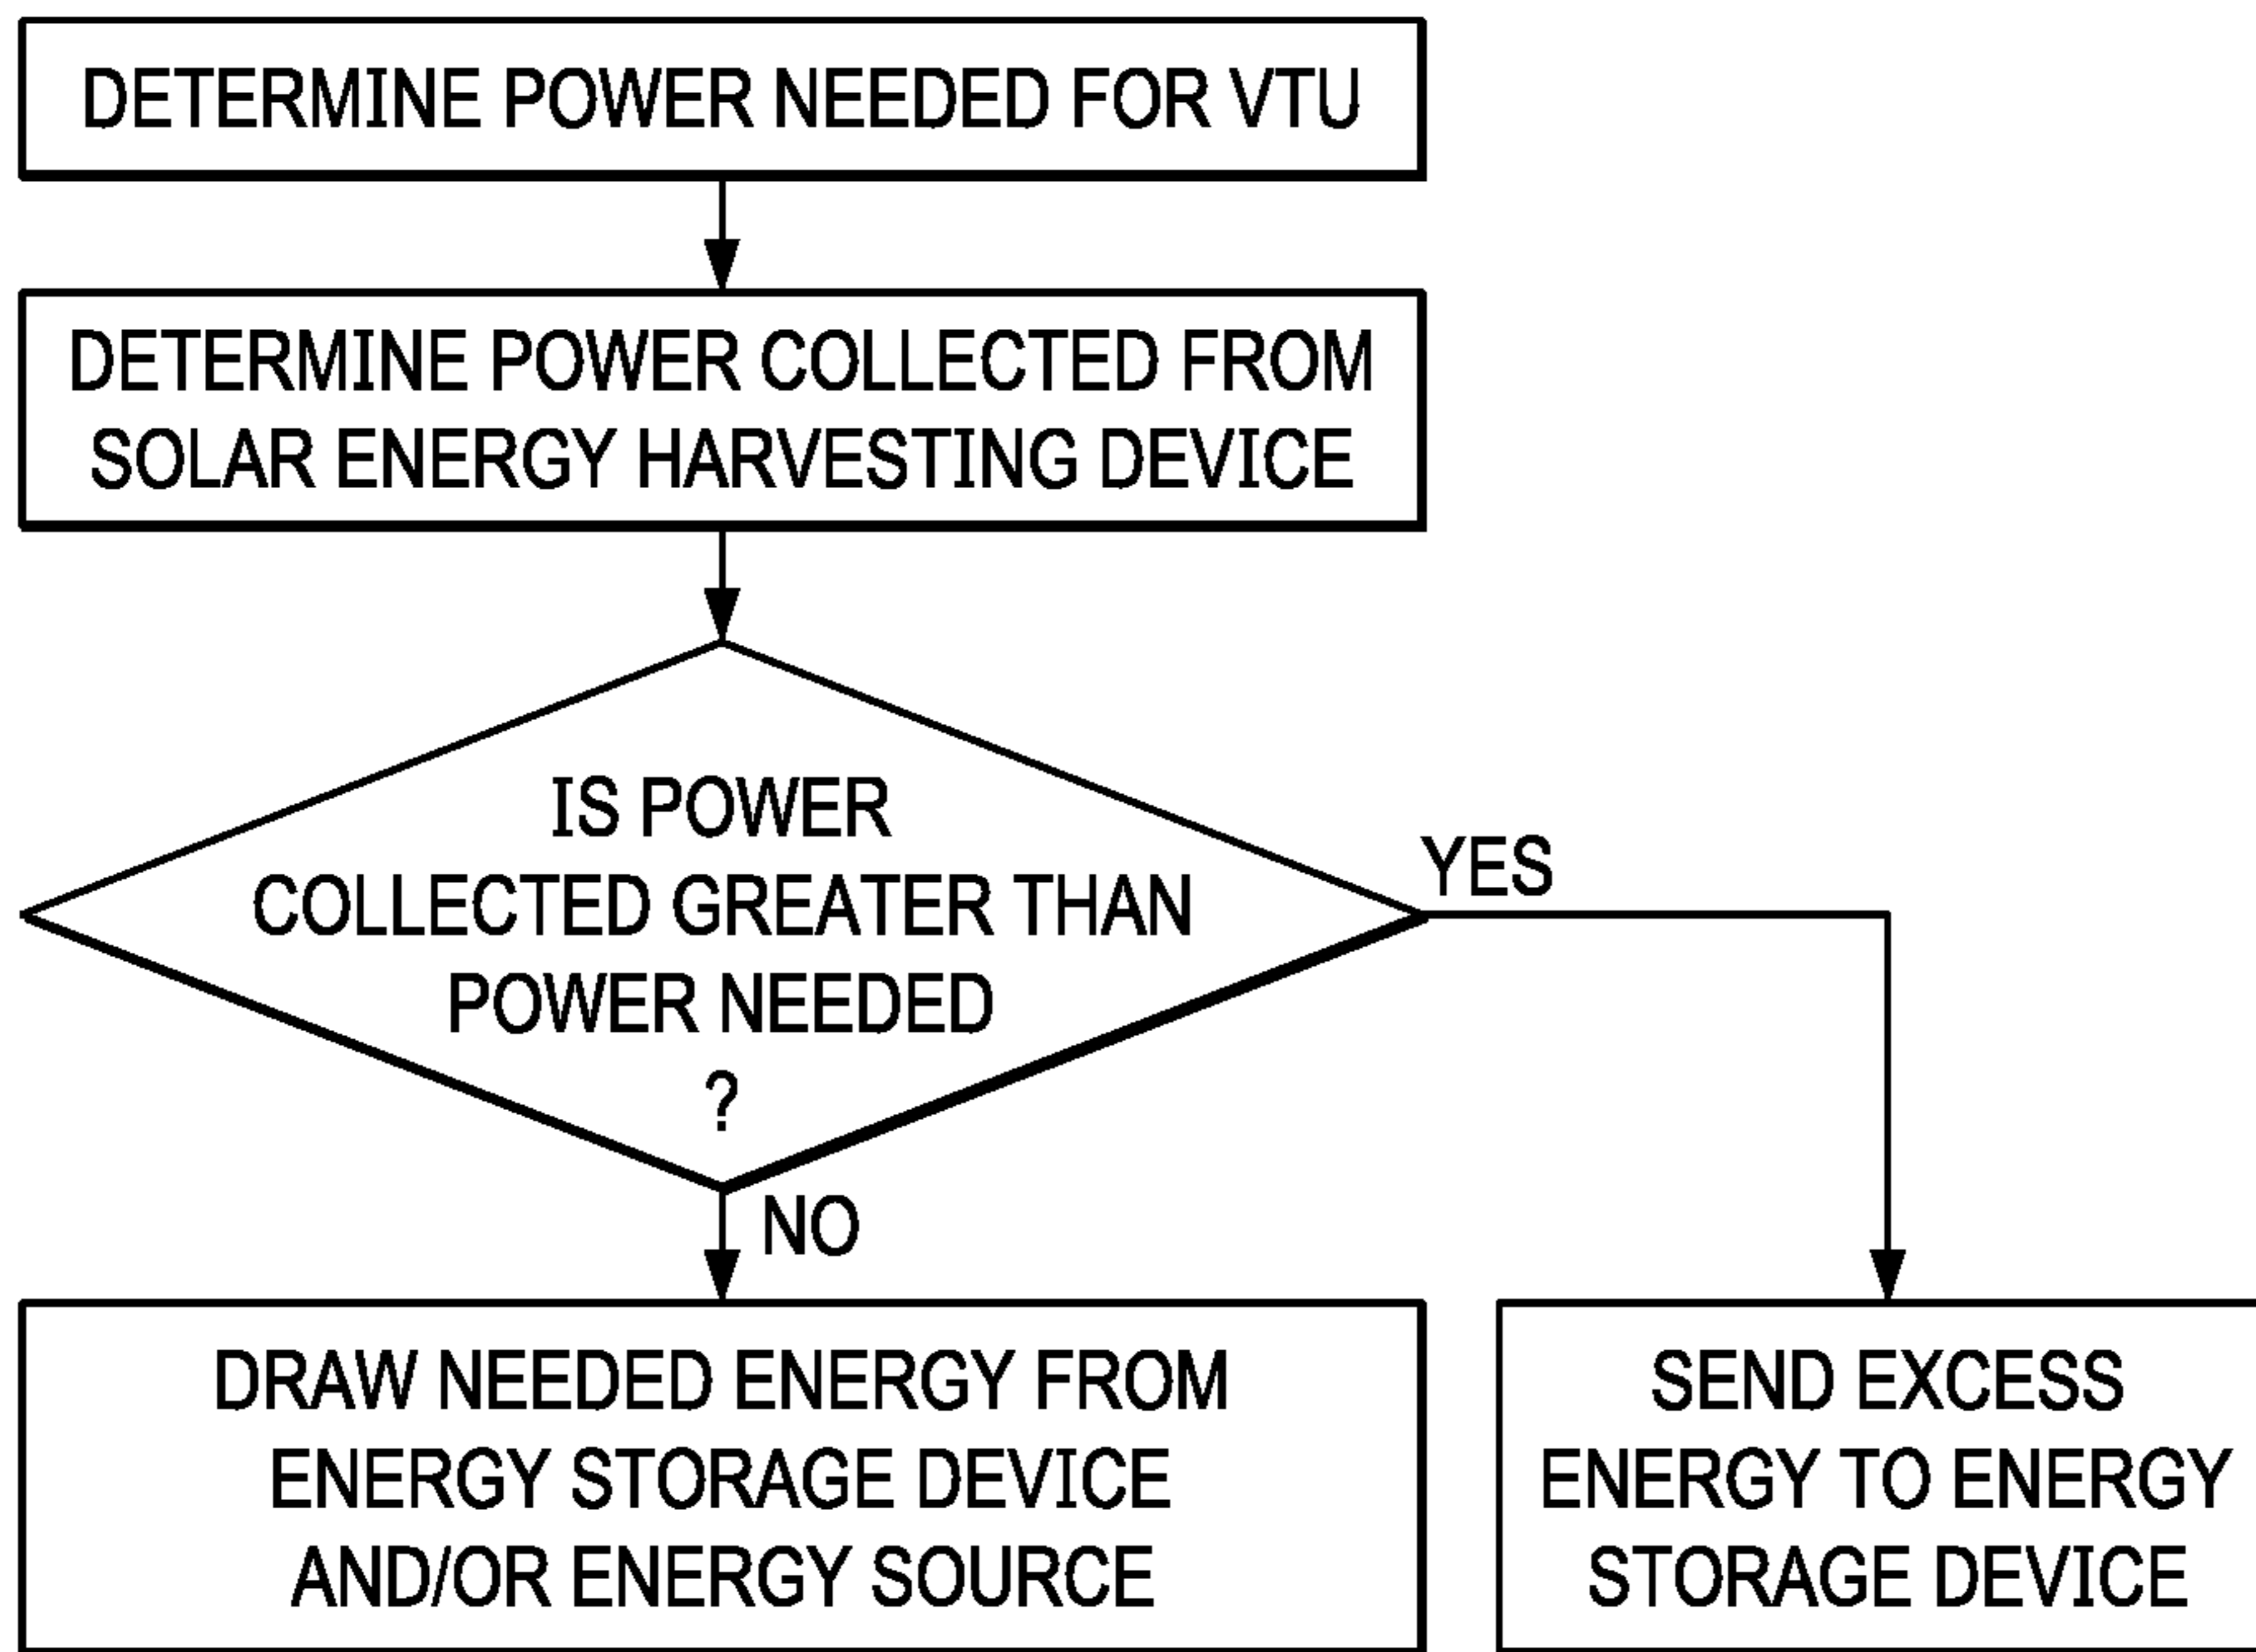 DETERMINE POWER NEEDED FOR VTU
DETERMINE POWER COLLECTED FROM
SOLAR ENERGY HARVESTING DEVICE
IS POWER
COLLECTED GREATER THAN
POWER NEEDED
?
YES
NO
DRAW NEEDED ENERGY FROM
ENERGY STORAGE DEVICE
AND/OR ENERGY SOURCE
SEND EXCESS
ENERGY TO ENERGY
STORAGE DEVICE